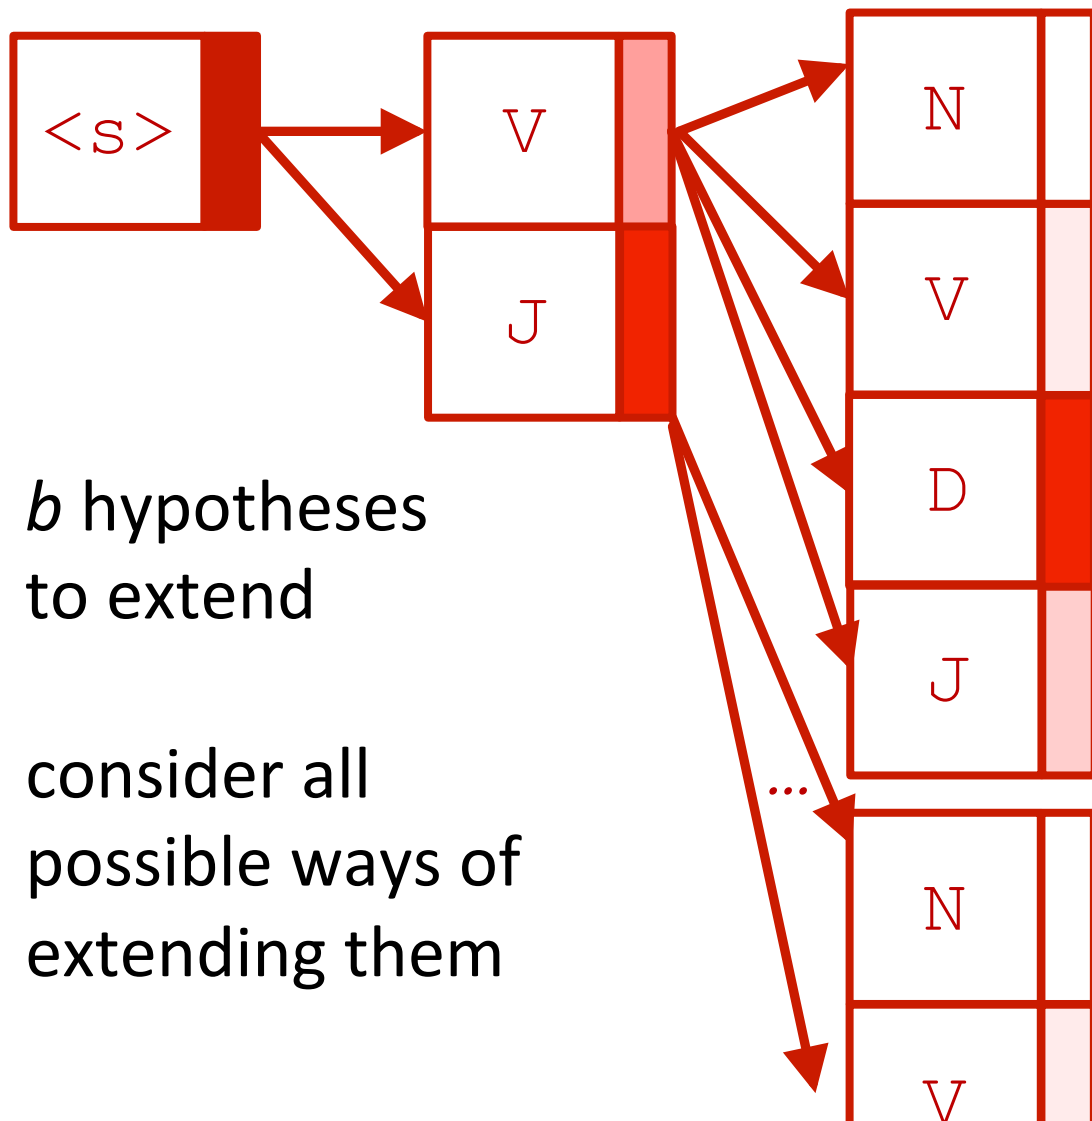 <s>
V
J
N
V
D
J
...
N
V
b hypotheses
to extend
consider all
possible ways of
extending them